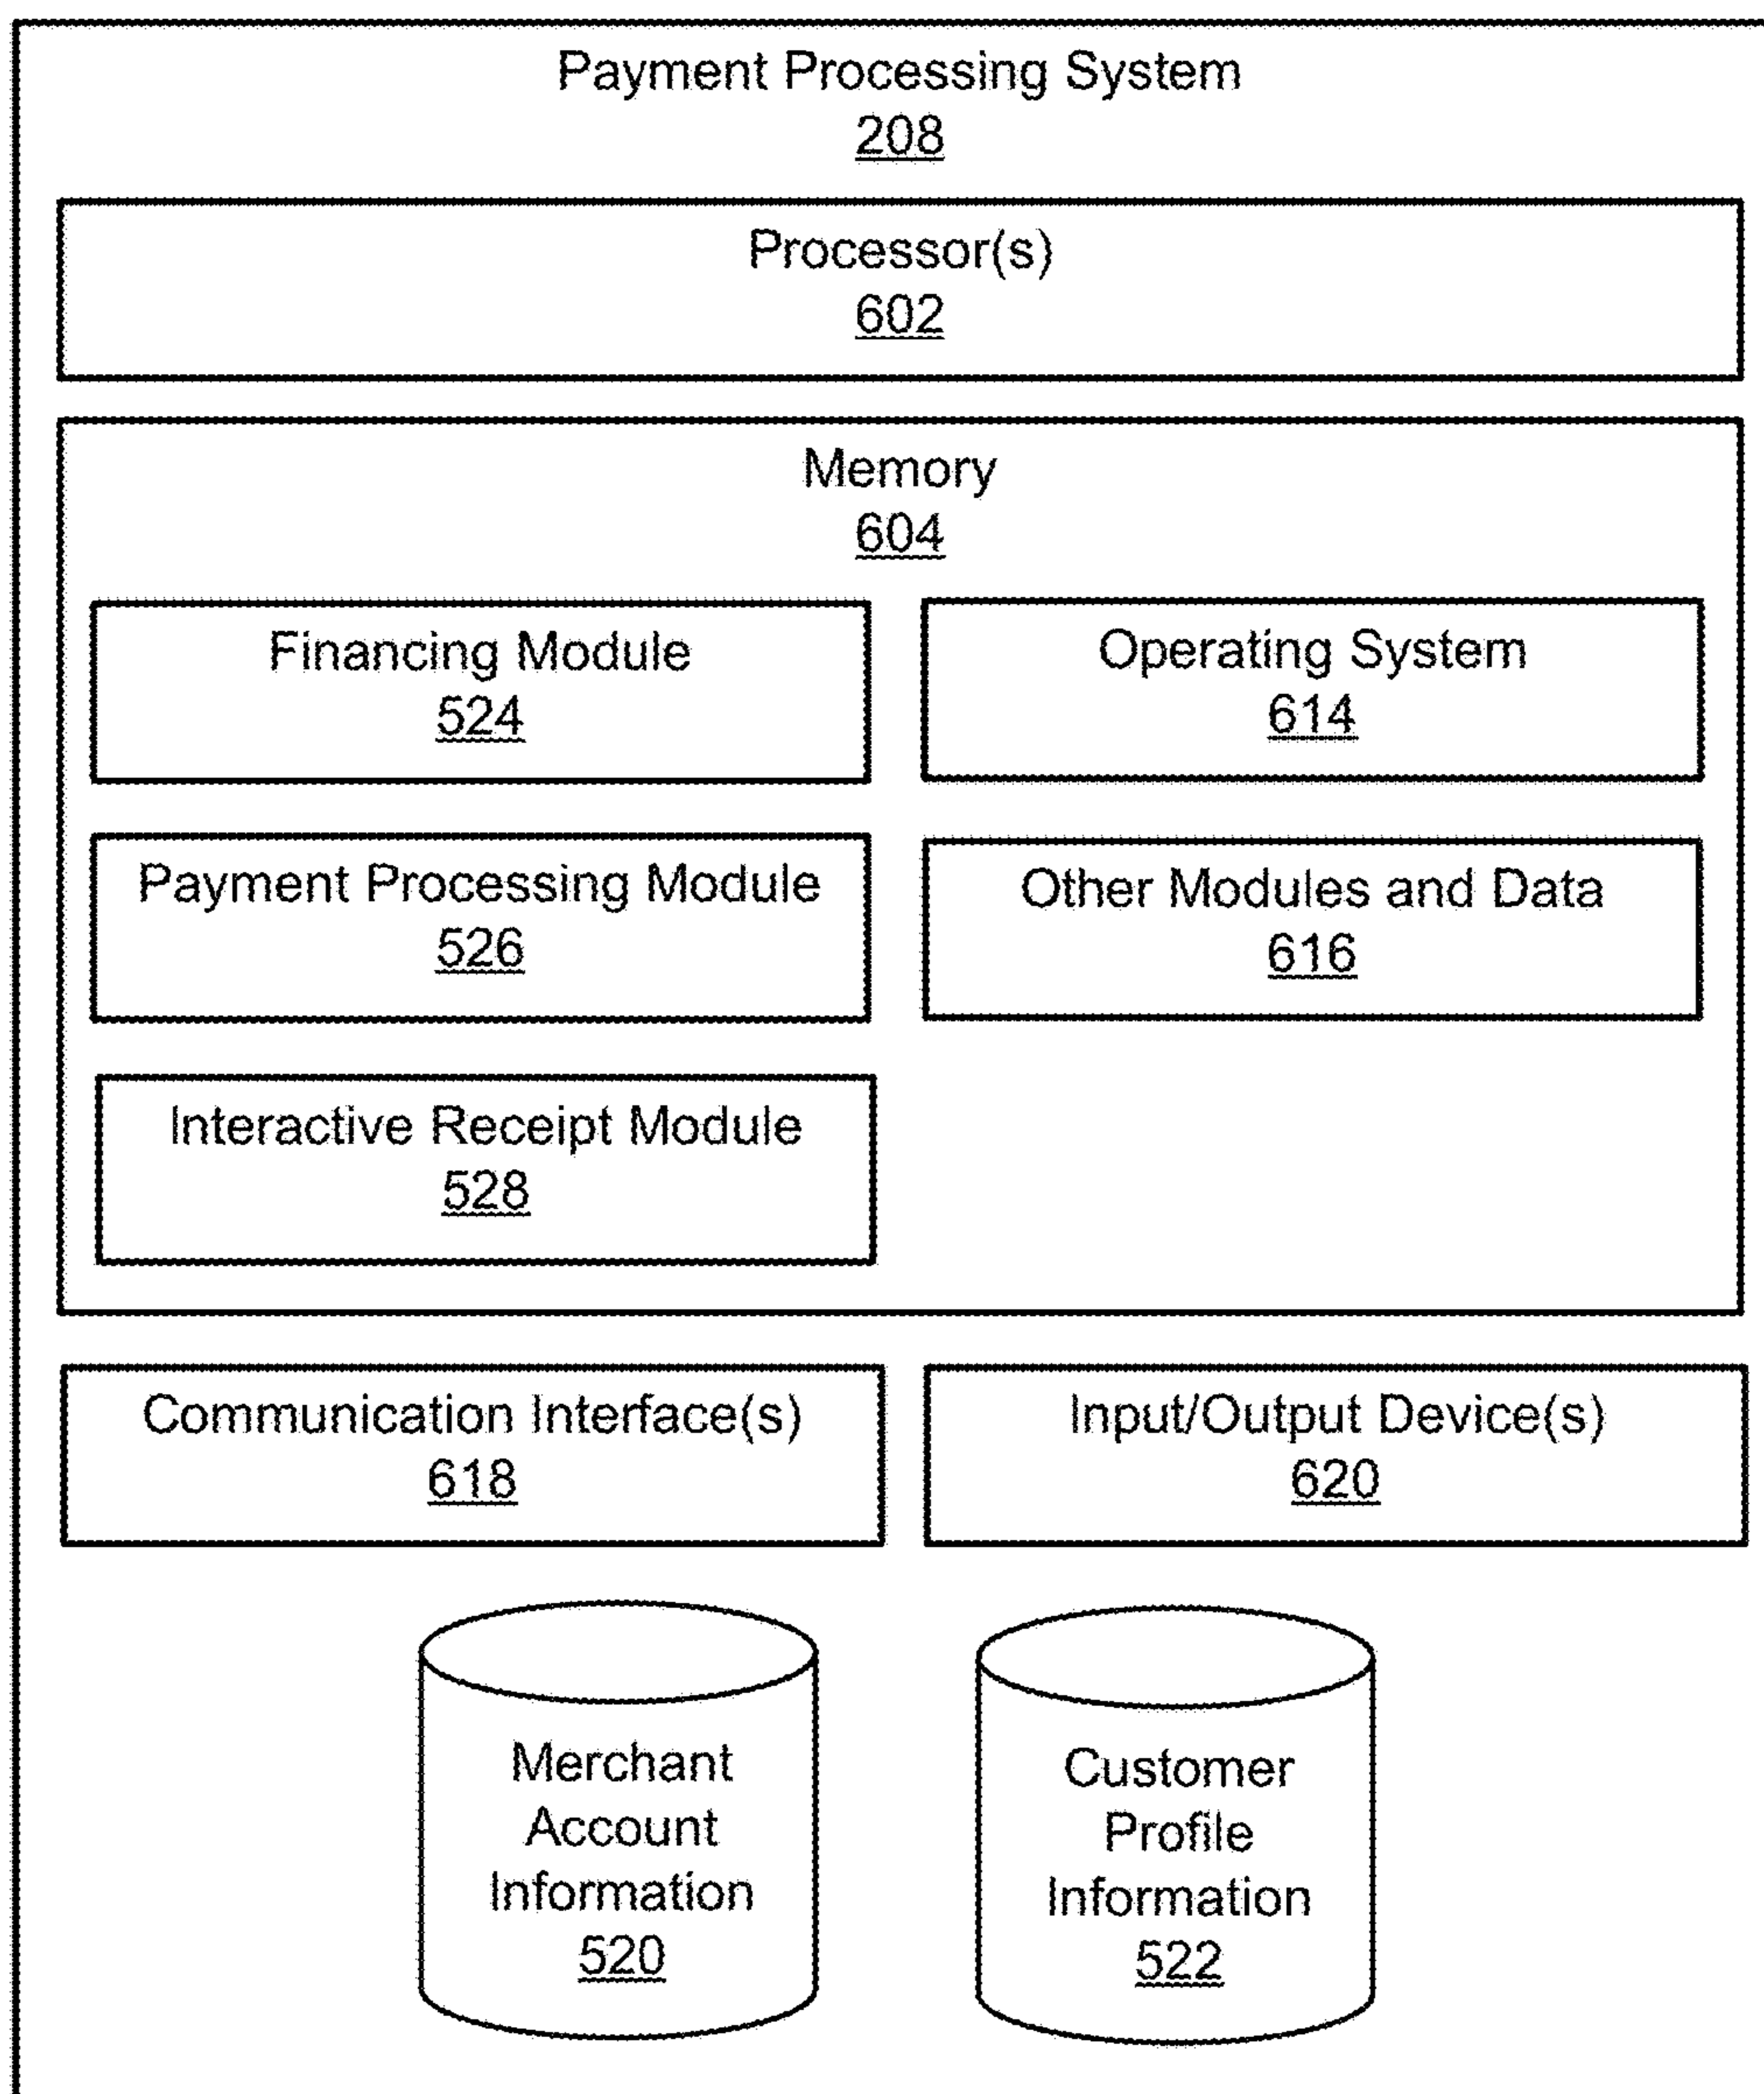 Payment Processing System
208
Processor(s)
602
Memory
604
Financing Module
524
Operating System
614
Payment Processing Module
526
Other Modules and Data
616
Interactive Receipt Module
528
Communication Interface(s)
618
Input/Output Device(s)
620
Merchant
Account
Information
520
Customer
Profile
Information
522